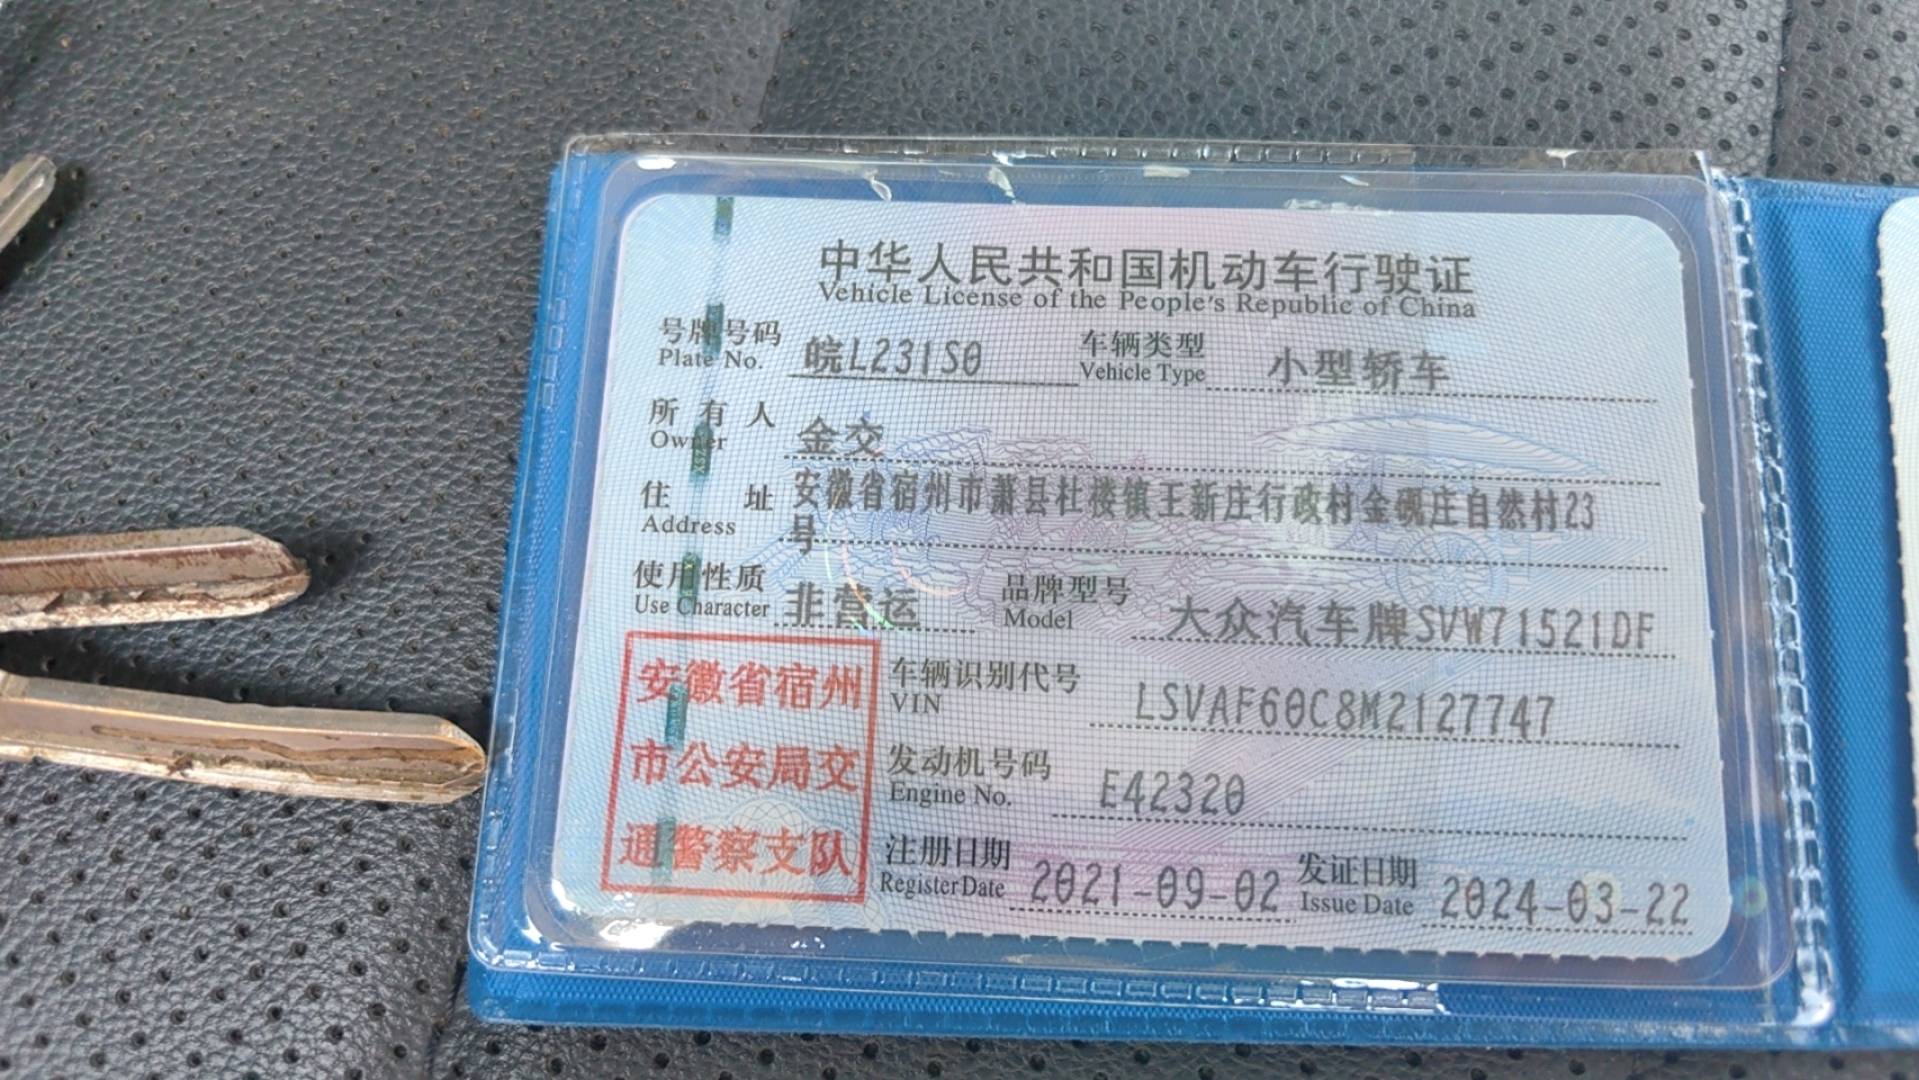 中华人民共和国机动车行驶证
Vehicle License of the People's Republic of China
号牌号码 皖L231S0 车辆类型 小型轿车
Plate No. Vehicle Type
所有人 金交
Owner
住址 安徽省宿州市萧县杜楼镇王新庄行政村金砚庄自然村23
Address 号
使用性质 非营运 品牌型号 大众汽车牌SVW71521DF
Use Character Model
安徽省宿州
市公安局交
通警察支队
车辆识别代号 LSVAF60C8M2127747
VIN
发动机号码 E42320
Engine No.
注册日期 2021-09-02 发证日期 2024-03-22
Register Date Issue Date